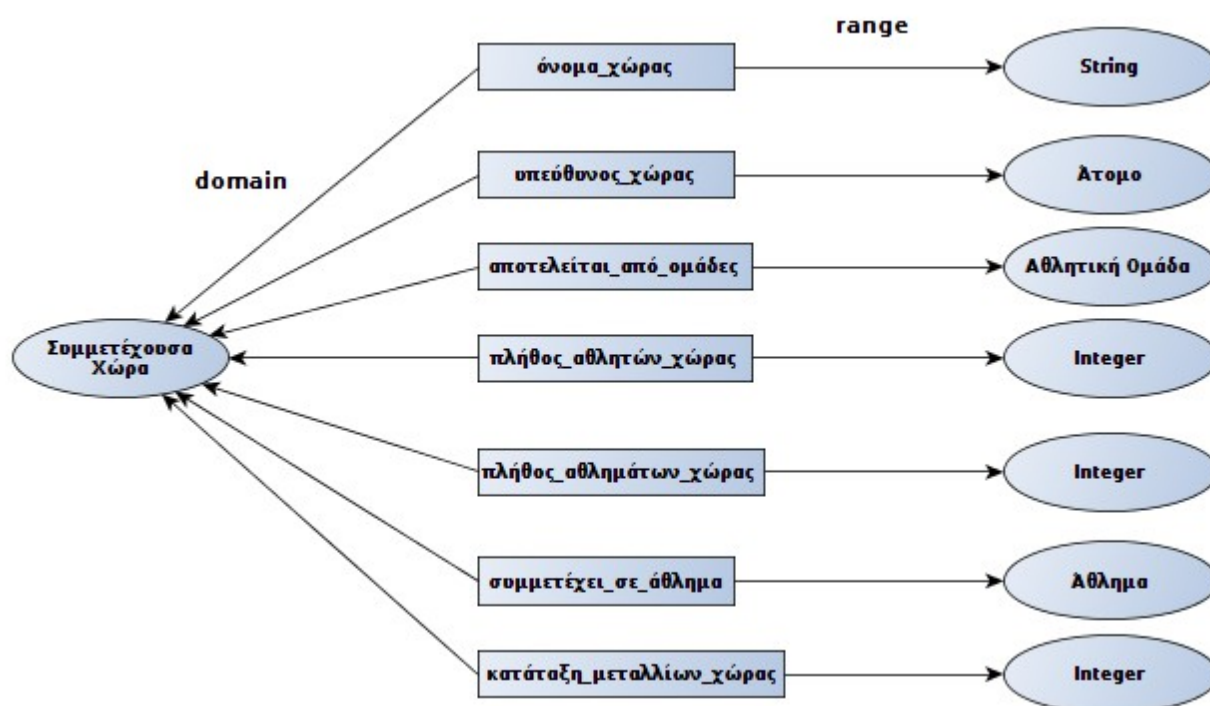 range
όνομα_χώρας
String
domain
υπεύθυνος_χώρας
Άτομο
αποτελείται_από_ομάδες
Αθλητική Ομάδα
Συμμετέχουσα
Χώρα
πλήθος_αθλητών_χώρας
Integer
πλήθος_αθλημάτων_χώρας
Integer
συμμετέχει_σε_άθλημα
Άθλημα
κατάταξη_μεταλλίων_χώρας
Integer